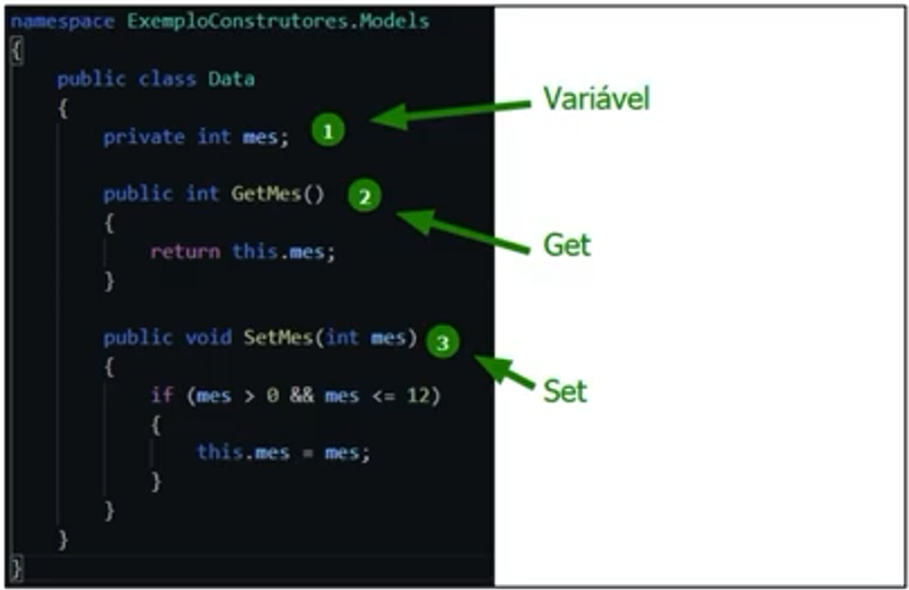 namespace ExemploConstrutores.Models
{
public class Data
{
private int mes; 1
Variável
public int GetMes() 2
{
return this.mes;
}
Get
public void SetMes(int mes) 3
{
if (mes > 0 && mes <= 12)
{
this.mes = mes;
}
}
}
}
Set